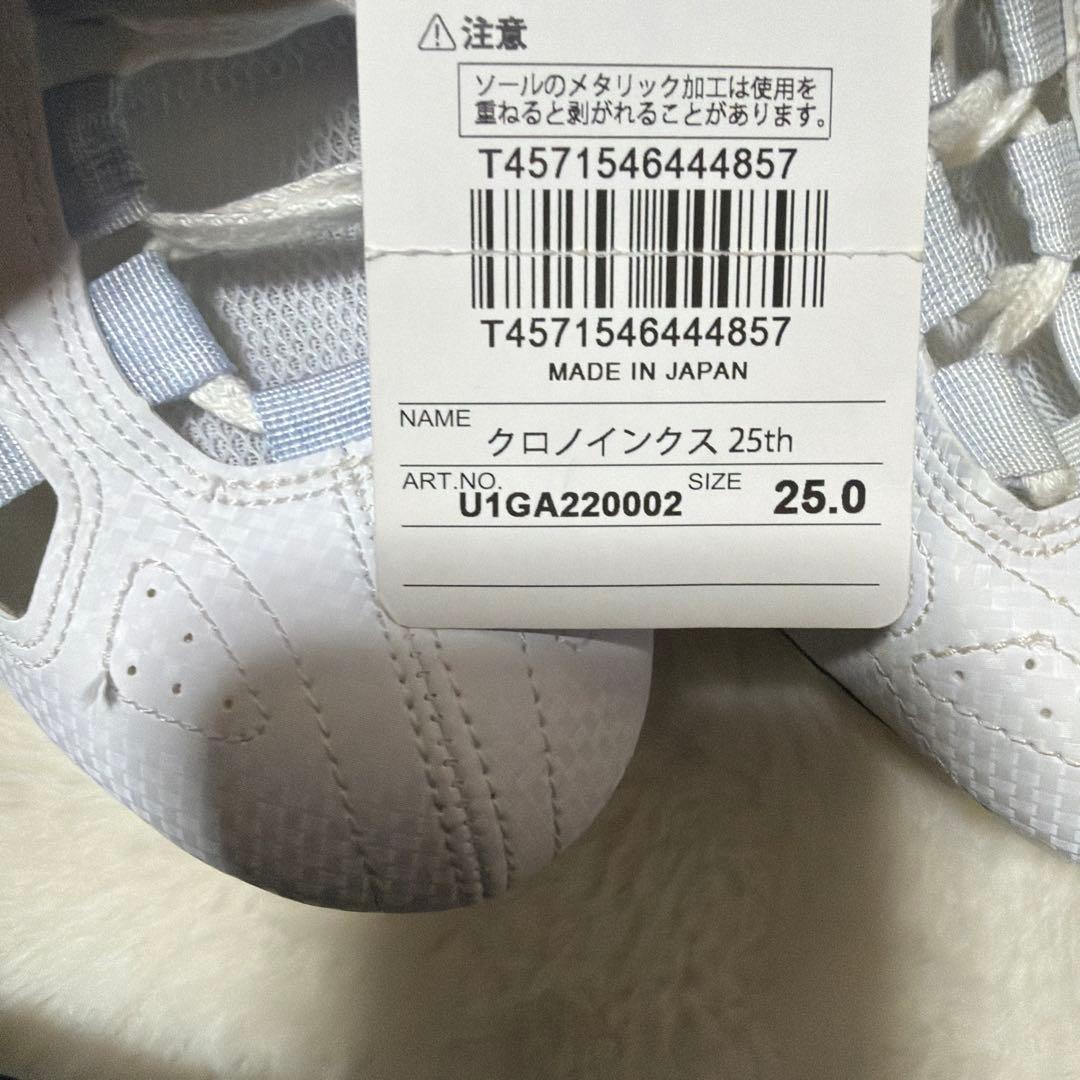 ⚠注意
ソールのメタリック加工は使用を
重ねると剥がれることがあります。
T4571546444857
T4571546444857
MADE IN JAPAN
NAME クロノインクス 25th
ART.NO. U1GA220002 SIZE 25.0